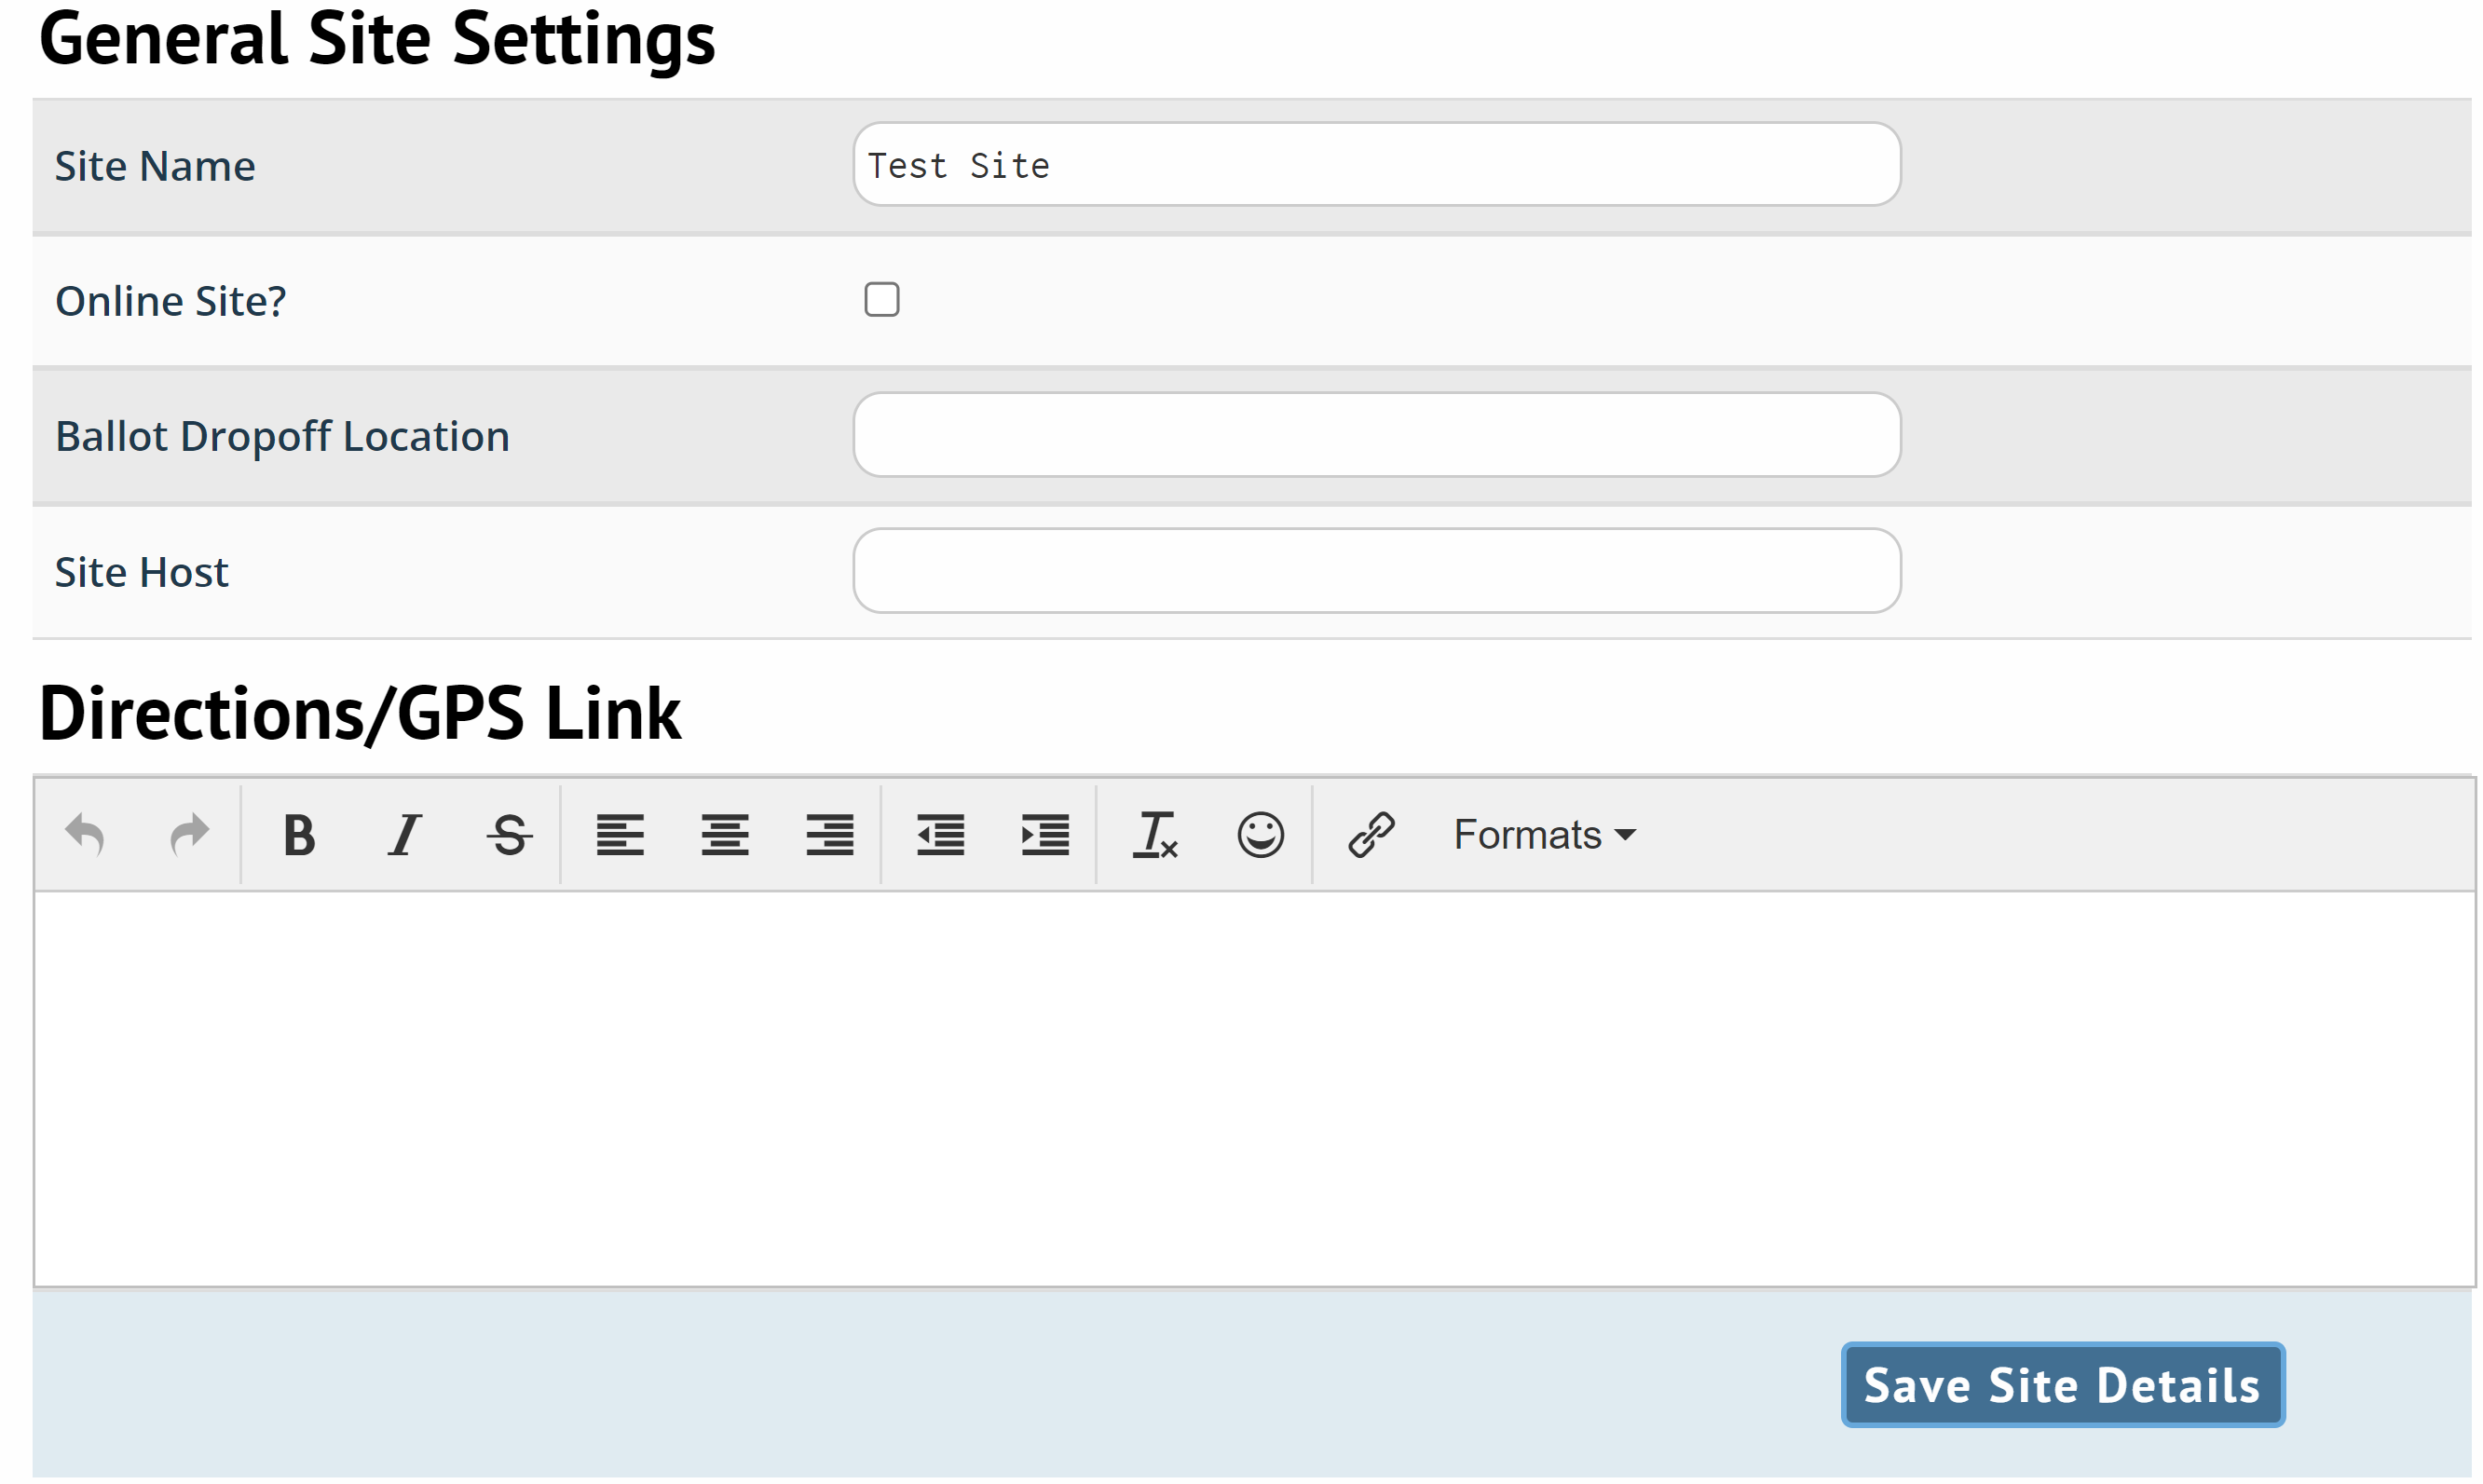 General Site Settings
Site Name
Test Site
Online Site?
Ballot Dropoff Location
Site Host
Directions/GPS Link
Formats
Save Site Details